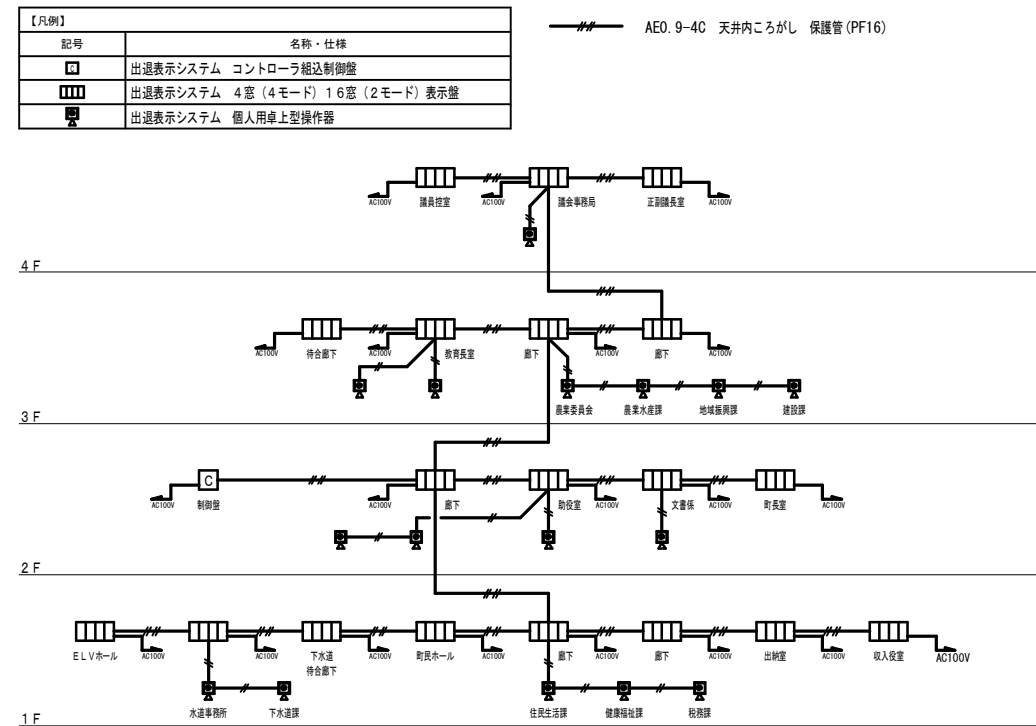 【凡例】
記号 名称・仕様
C 出退表示システム コントローラ組込制御盤
出退表示システム 4窓(4モード)16窓(2モード)表示盤
出退表示システム 個人用卓上型操作器
AE0.9-4C 天井内ころがし 保護管(PF16)
AC100V 議員控室 AC100V 議会事務局 正副議長室 AC100V
4F
AC100V 待合廊下 AC100V 教育長室 廊下 AC100V 廊下 AC100V
農業委員会 農業水産課 地域振興課 建設課
3F
C
AC100V 制御盤 AC100V 廊下 助役室 AC100V 文書係 AC100V 町長室 AC100V
2F
ELVホール AC100V AC100V 下水道 AC100V 町民ホール AC100V 廊下 AC100V 廊下 AC100V 出納室 AC100V 収入役室 AC100V
待合廊下
水道事務所 下水道課 住民生活課 健康福祉課 税務課
1F